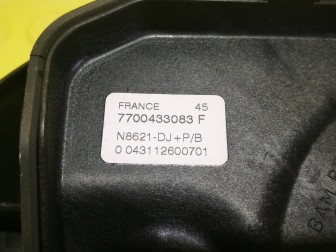 FRANCE 45
7700433083 F
N8621-DJ+P/B
0 043112600701